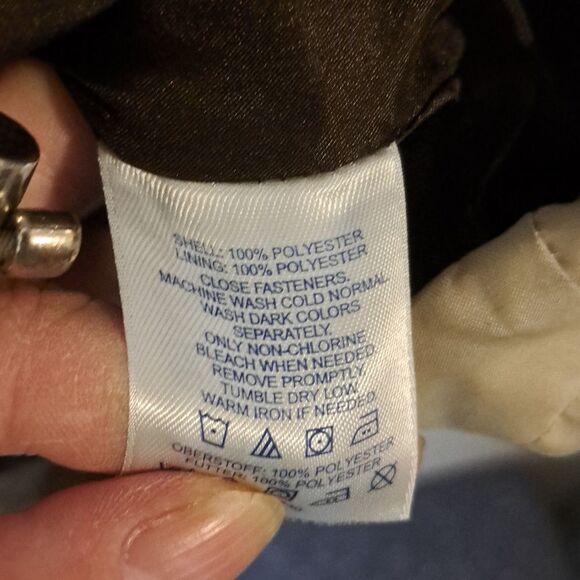 SHELL: 100% POLYESTER
LINING: 100% POLYESTER
CLOSE FASTENERS.
MACHINE WASH COLD NORMAL
WASH DARK COLORS
SEPARATELY.
ONLY NON-CHLORINE
BLEACH WHEN NEEDED
REMOVE PROMPTLY
TUMBLE DRY LOW
WARM IRON IF NEEDED
OBERSTOFF: 100% POLYESTER
FUTTER: 100% POLYESTER